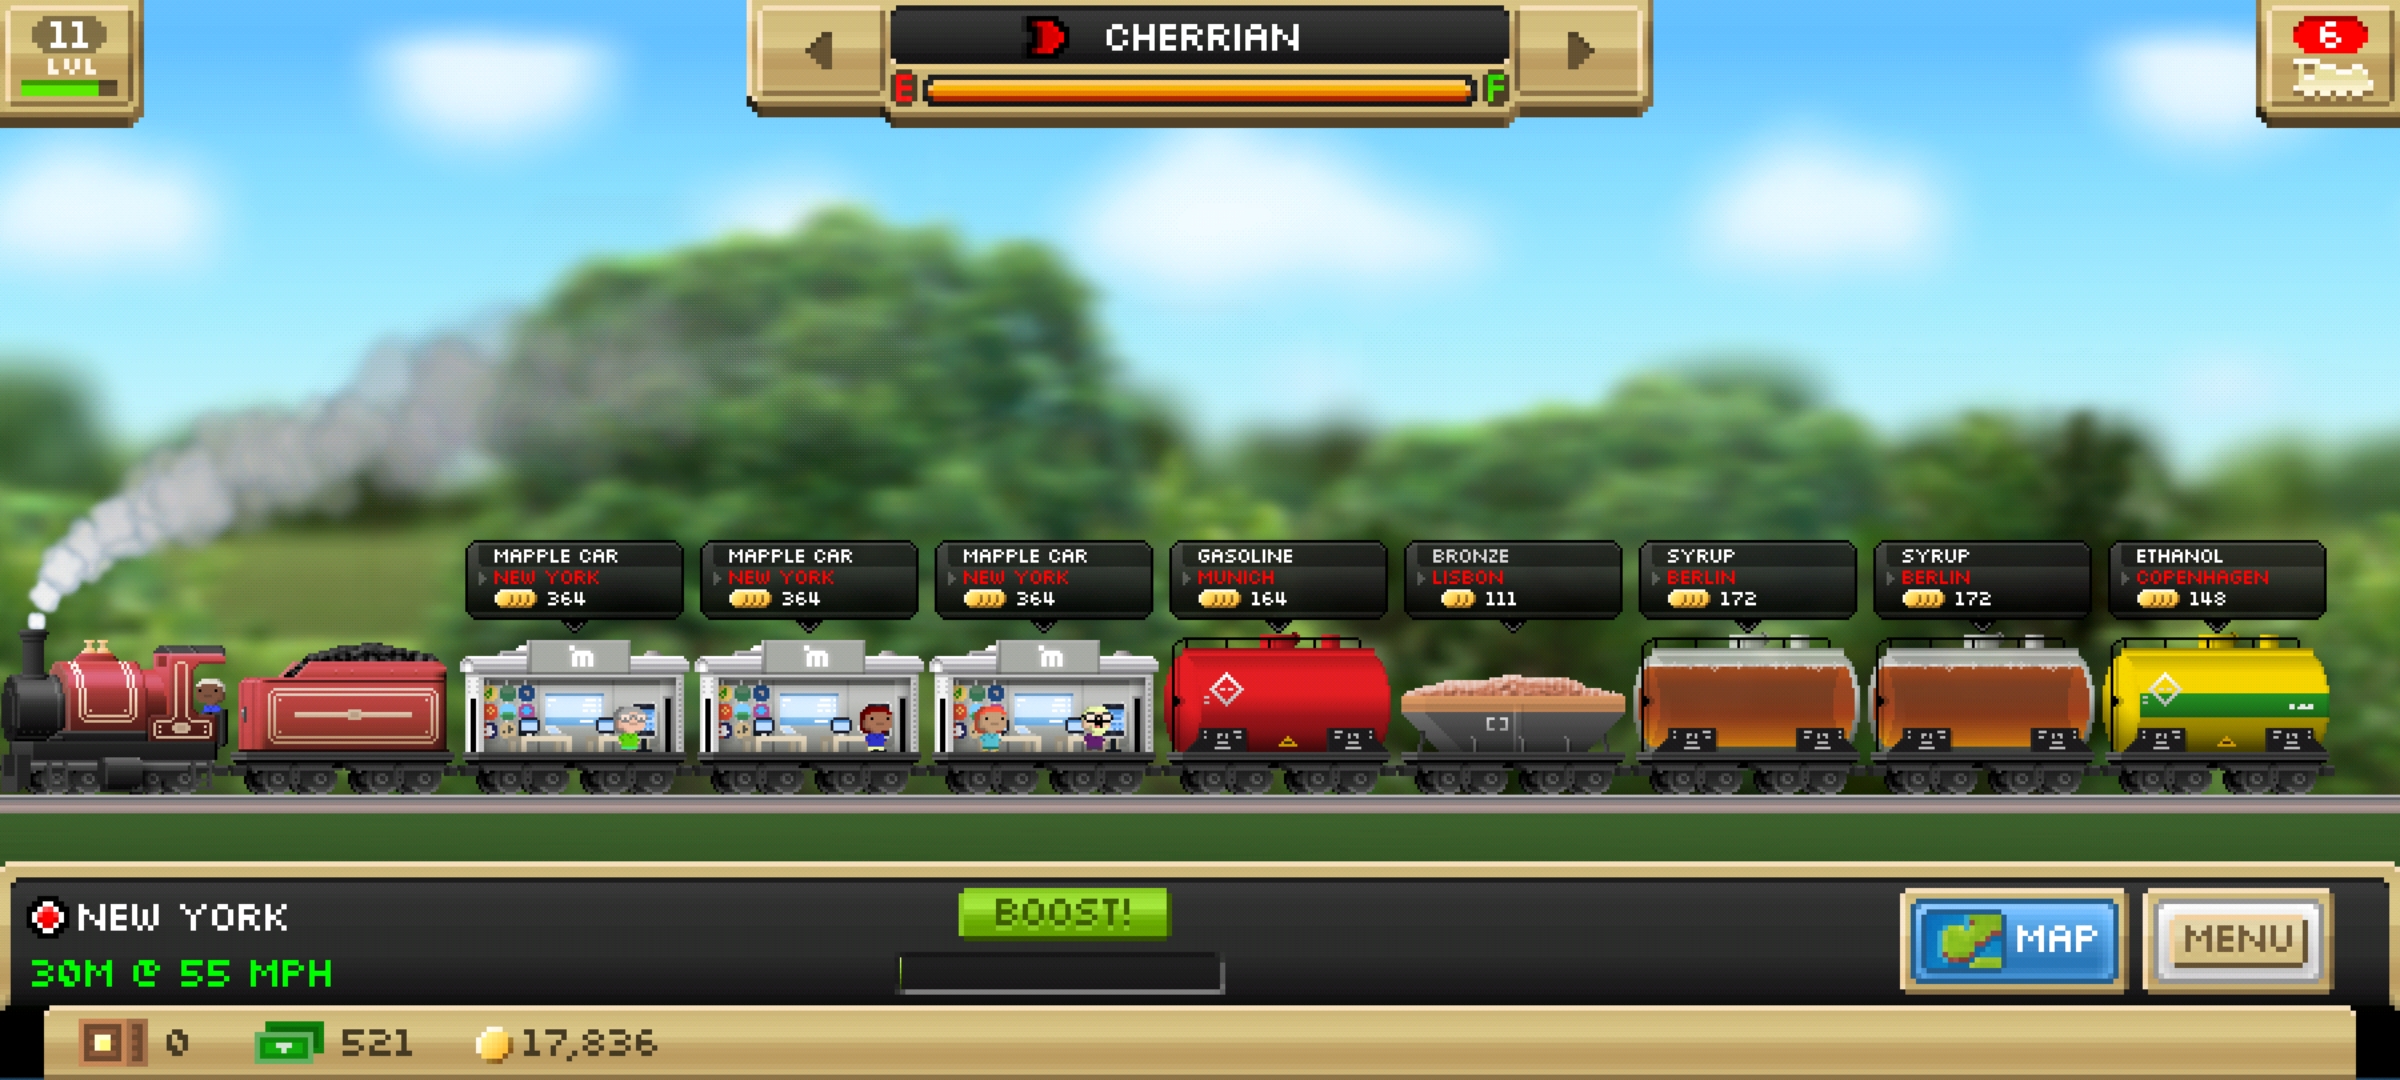 11
LVL
CHERRIAN
E
F
6
MAPPLE CAR
NEW YORK
364
MAPPLE CAR
NEW YORK
364
MAPPLE CAR
NEW YORK
364
GASOLINE
MUNICH
164
BRONZE
LISBON
111
SYRUP
BERLIN
172
SYRUP
BERLIN
172
ETHANOL
COPENHAGEN
148
m
m
m
NEW YORK
30M @ 55 MPH
BOOST!
MAP
MENU
0
521
17,836